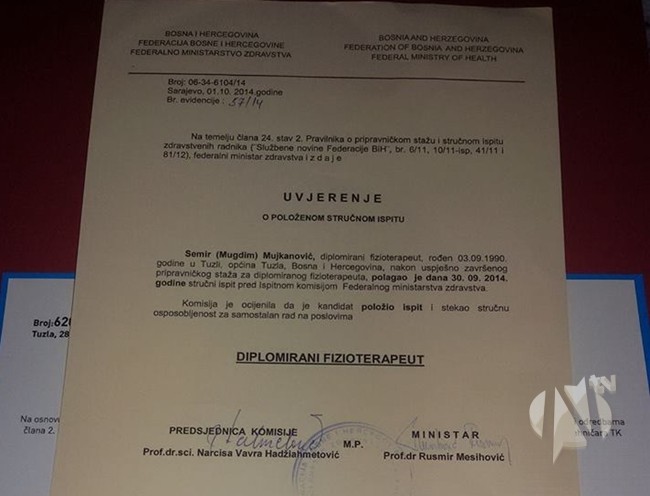 BOSNA I HERCEGOVINA
FEDERACIJA BOSNE I HERCEGOVINE
FEDERALNO MINISTARSTVO ZDRAVSTVA
BOSNIA AND HERZEGOVINA
FEDERATION OF BOSNIA AND HERZEGOVINA
FEDERAL MINISTRY OF HEALTH
Broj: 06-34-6104/14
Sarajevo, 01.10. 2014.godine
Br. evidencije : 57/14
Na temelju člana 24. stav 2. Pravilnika o pripravničkom stažu i stručnom ispitu
zdravstvenih radnika (¨Službene novine Federacije BiH¨, br. 6/11, 10/11-isp, 41/11 i
81/12), federalni ministar zdravstva i z d a j e
U V J E R E N J E
O POLOŽENOM STRUČNOM ISPITU
Semir (Mugdim) Mujkanović, diplomirani fizioterapeut, rođen 03.09.1990.
godine u Tuzli, općina Tuzla, Bosna i Hercegovina, nakon uspješno završenog
pripravničkog staža za diplomiranog fizioterapeuta, polagao je dana 30. 09. 2014.
godine stručni ispit pred Ispitnom komisijom Federalnog ministarstva zdravstva.
Komisija je ocijenila da je kandidat položio ispit i stekao stručnu
osposobljenost za samostalan rad na poslovima
DIPLOMIRANI FIZIOTERAPEUT
PREDSJEDNICA KOMISIJE
M.P.
M I N I S T A R
Prof.dr.sci. Narcisa Vavra Hadžiahmetović
Prof.dr Rusmir Mesihović
Broj:620
Tuzla, 28
Na osnov
člana 2.
odredbama
TK
tv